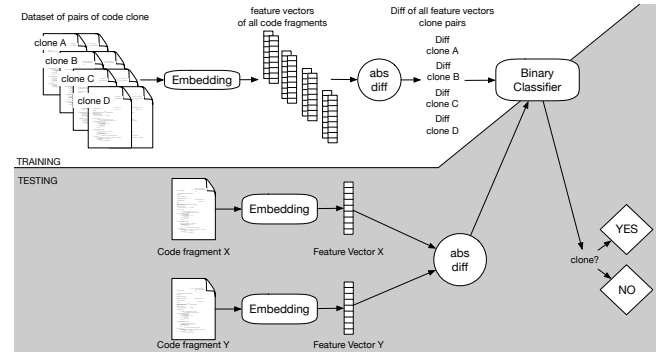 Dataset of pairs of code clone
clone A
clone B
clone C
clone D
Embedding
feature vectors
of all code fragments
abs
diff
Diff of all feature vectors
clone pairs
Diff
clone A
Diff
clone B
Diff
clone C
Diff
clone D
Binary
Classifier
TRAINING
TESTING
Code fragment X
Embedding
Feature Vector X
Code fragment Y
Embedding
Feature Vector Y
abs
diff
clone?
YES
NO